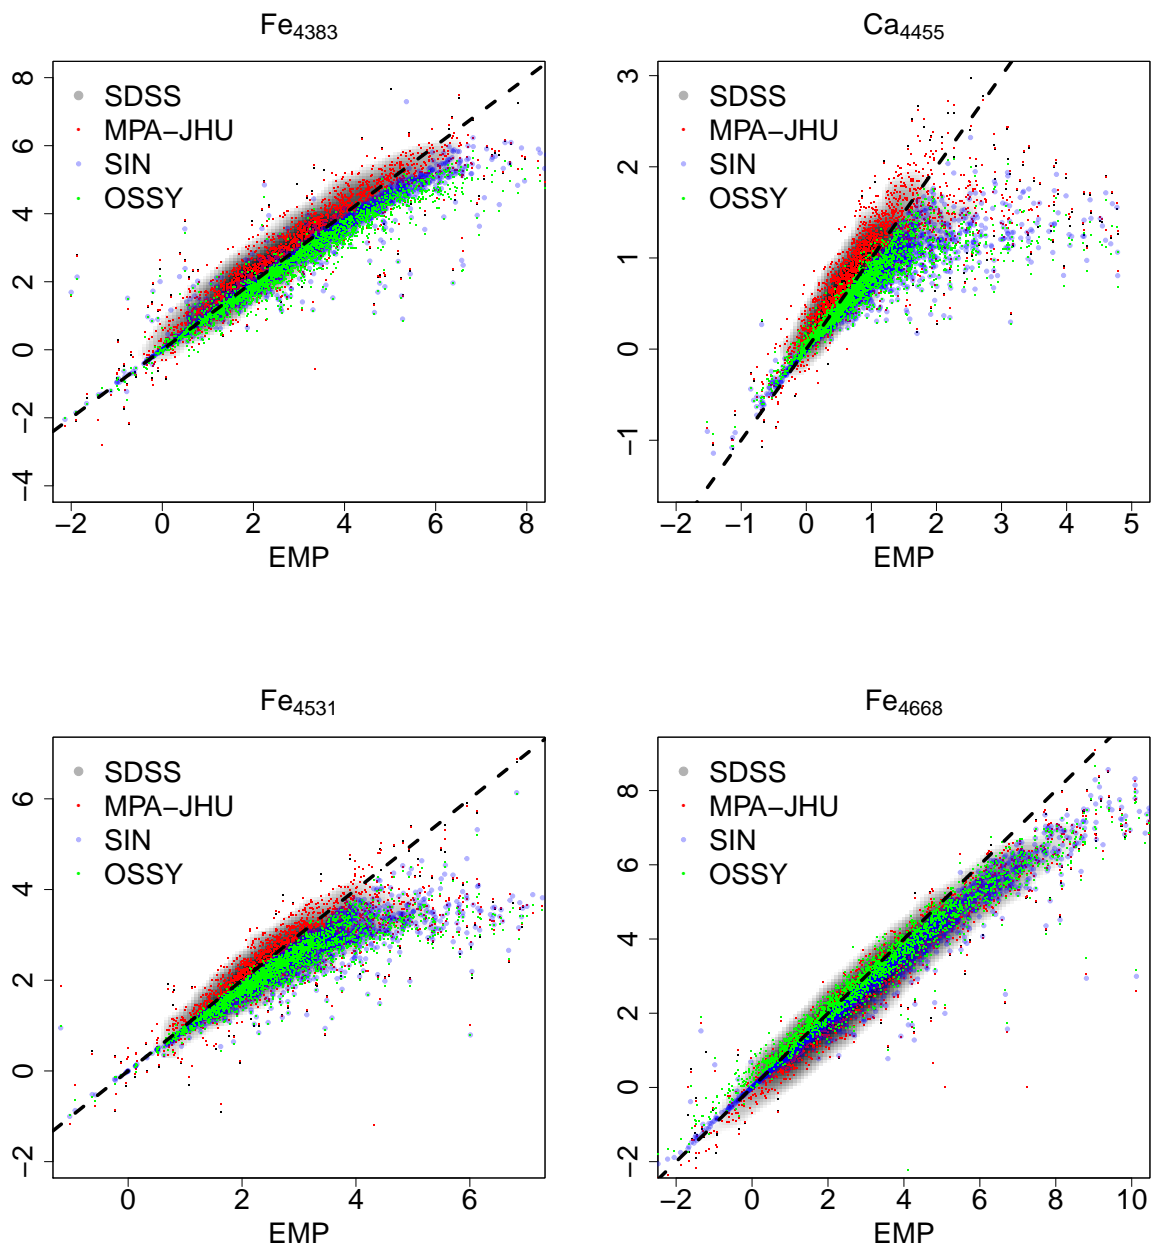 Fe4383
8
6
4
2
0
−2
−4
SDSS
MPA−JHU
SIN
OSSY
−2 0 2 4 6 8
EMP
Ca4455
3
2
1
0
−1
SDSS
MPA−JHU
SIN
OSSY
−2 −1 0 1 2 3 4 5
EMP
Fe4531
6
4
2
0
−2
SDSS
MPA−JHU
SIN
OSSY
0 2 4 6
EMP
Fe4668
8
6
4
2
0
−2
SDSS
MPA−JHU
SIN
OSSY
−2 0 2 4 6 8 10
EMP